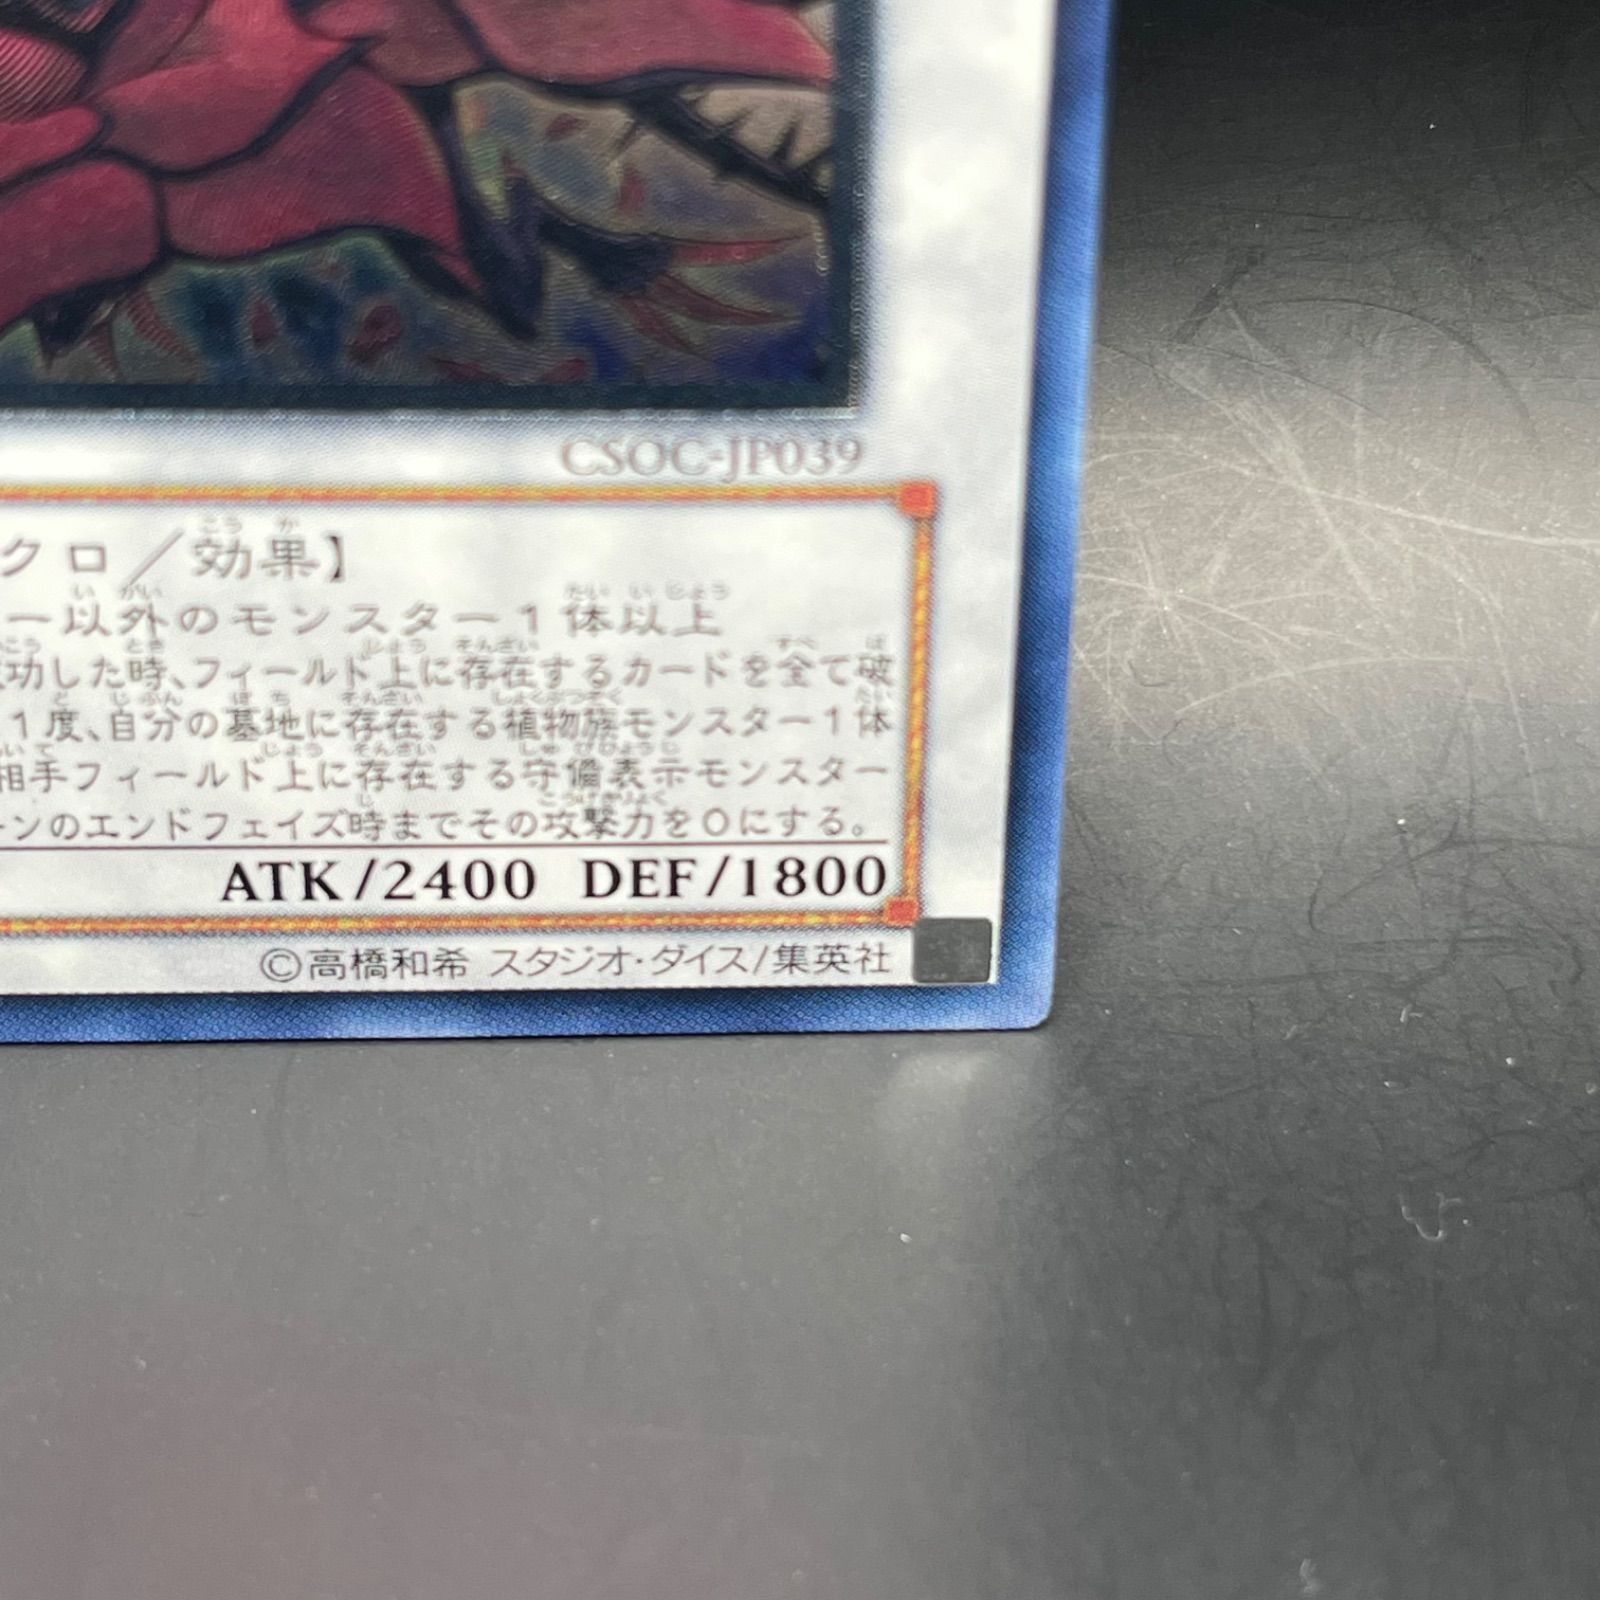 CSOC-JP039
クロ／効果】
ー以外のモンスター１体以上
功した時、フィールド上に存在するカードを全て破
１度、自分の墓地に存在する植物族モンスター１体
相手フィールド上に存在する守備表示モンスター
ーンのエンドフェイズ時までその攻撃力を０にする。
ATK/2400 DEF/1800
©高橋和希 スタジオ・ダイス/集英社